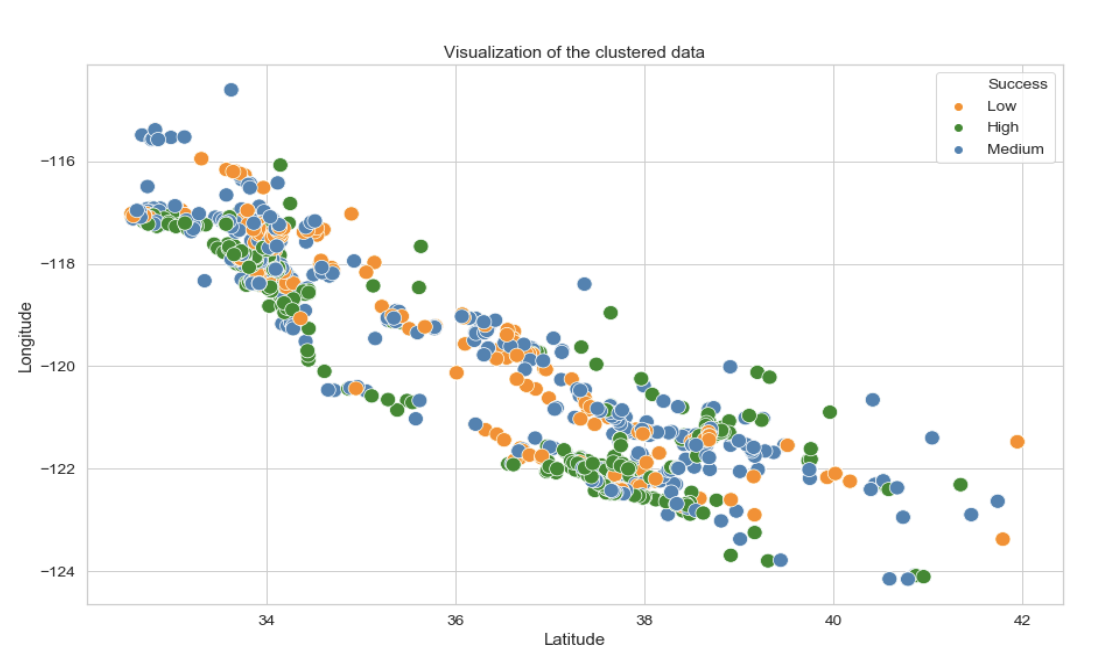 Visualization of the clustered data
Success
Low
High
Medium
−116
−118
−120
−122
−124
Longitude
34
36
38
40
42
Latitude